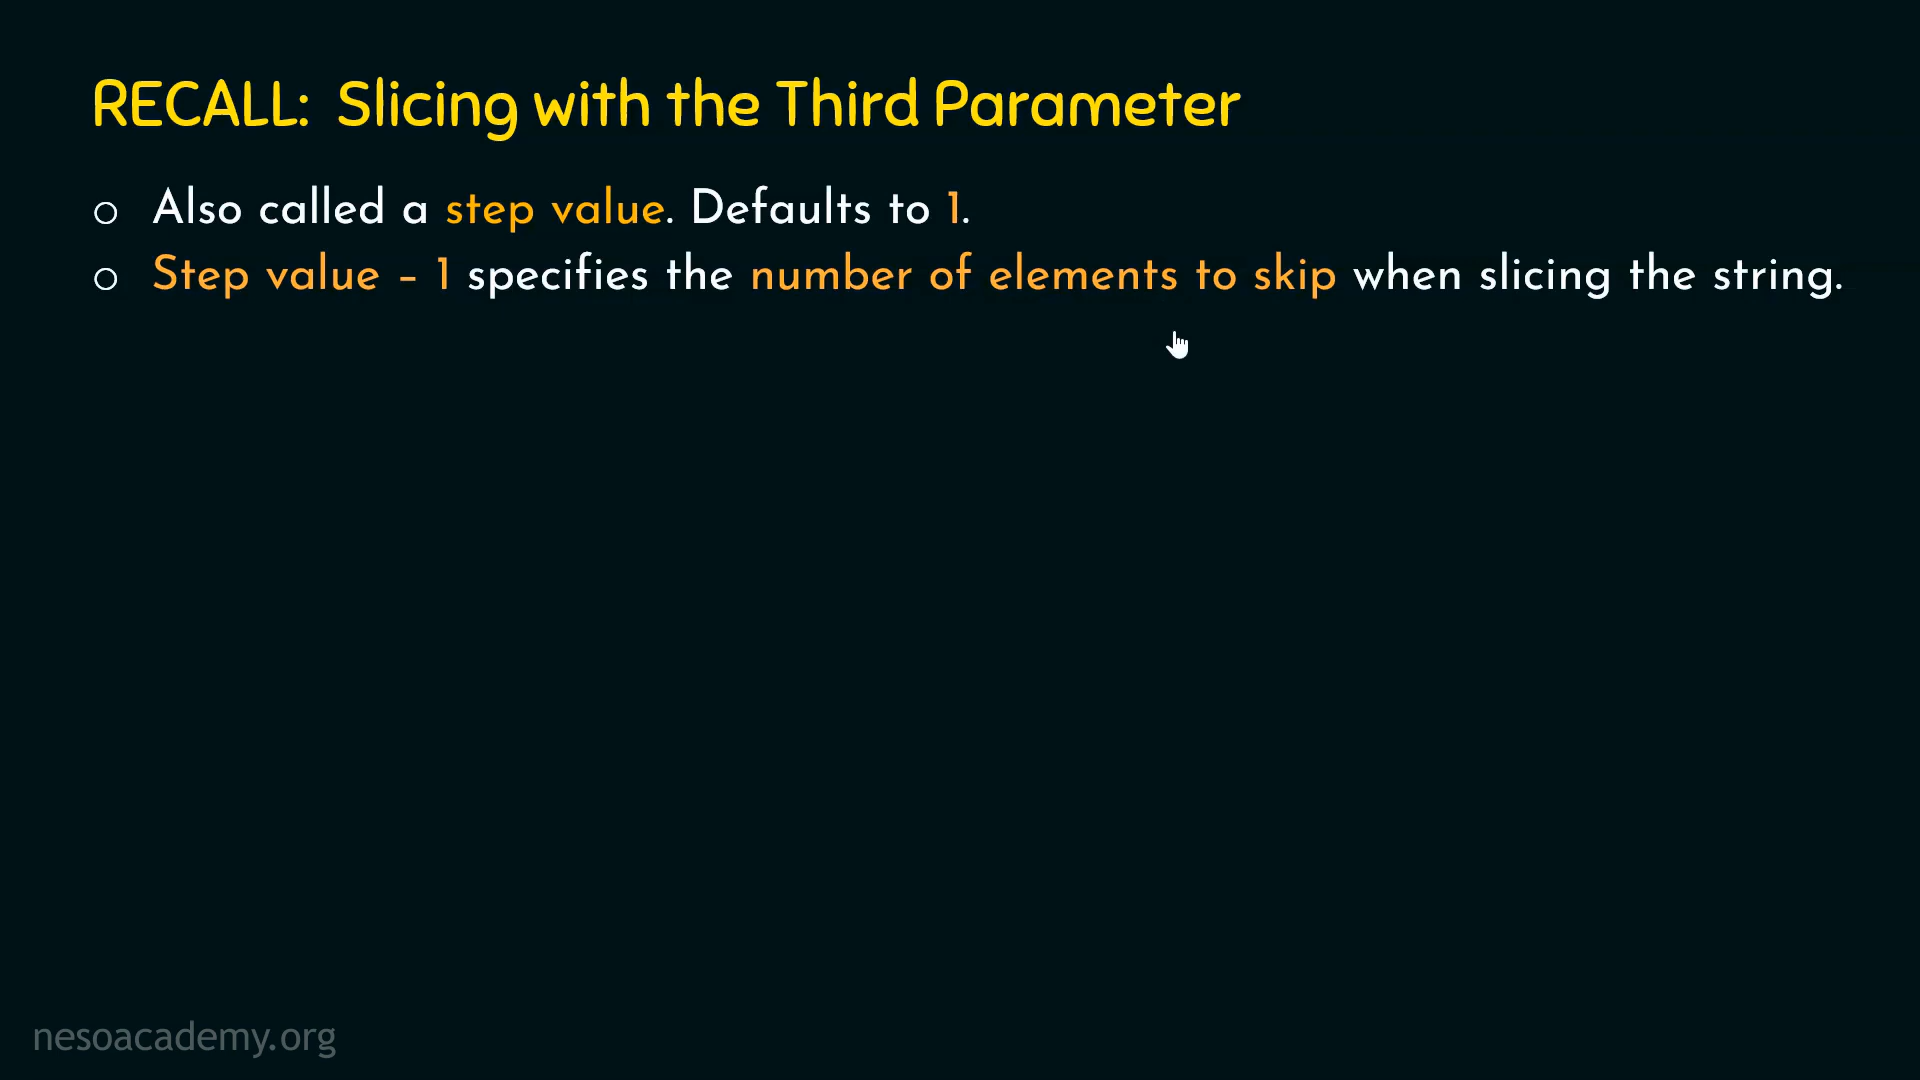 RECALL: Slicing with the Third Parameter
○ Also called a step value. Defaults to 1.
○ Step value – 1 specifies the number of elements to skip when slicing the string.
nesoacademy.org